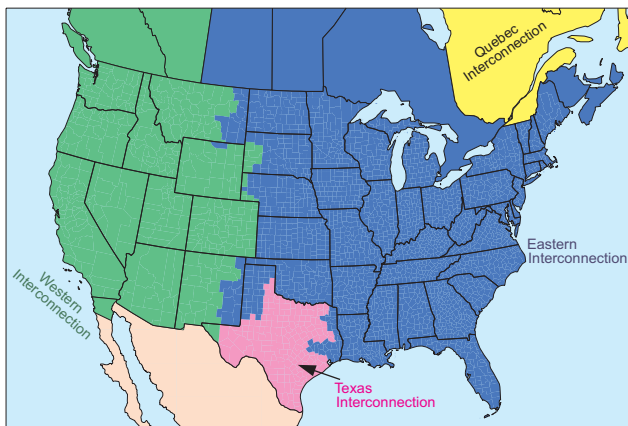 Quebec
Interconnection
Eastern
Interconnection
Western
Interconnection
Texas
Interconnection